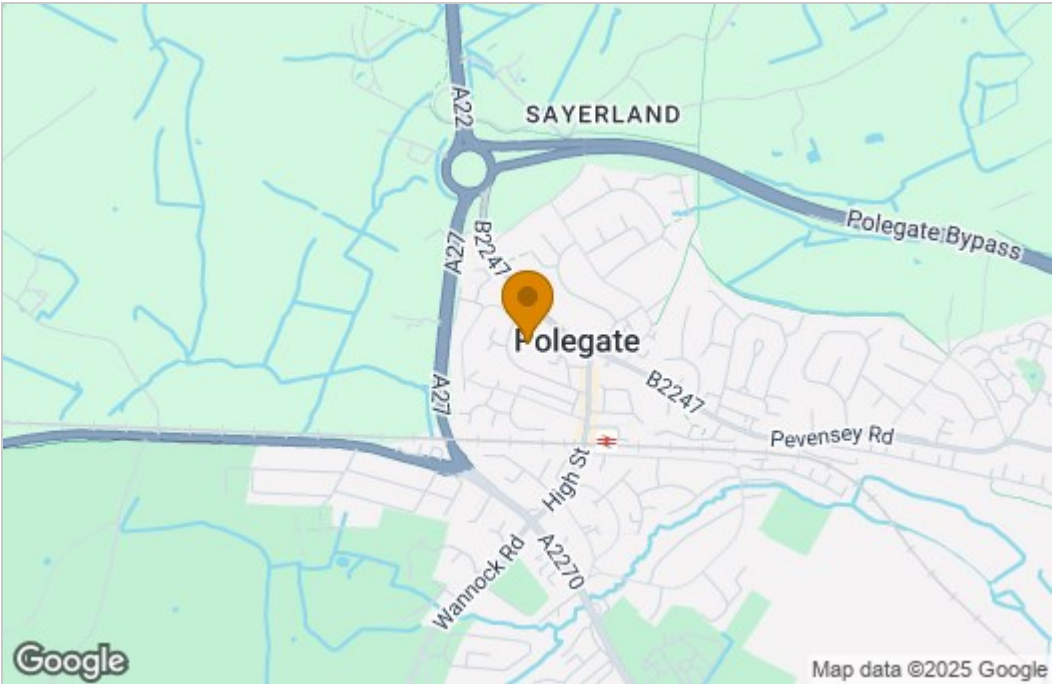 A22
SAYERLAND
Polegate Bypass
B2247
A27
Polegate
A27
B2247
Pevensey Rd
High St
Wannock Rd
A2270
Google
Map data ©2025 Google